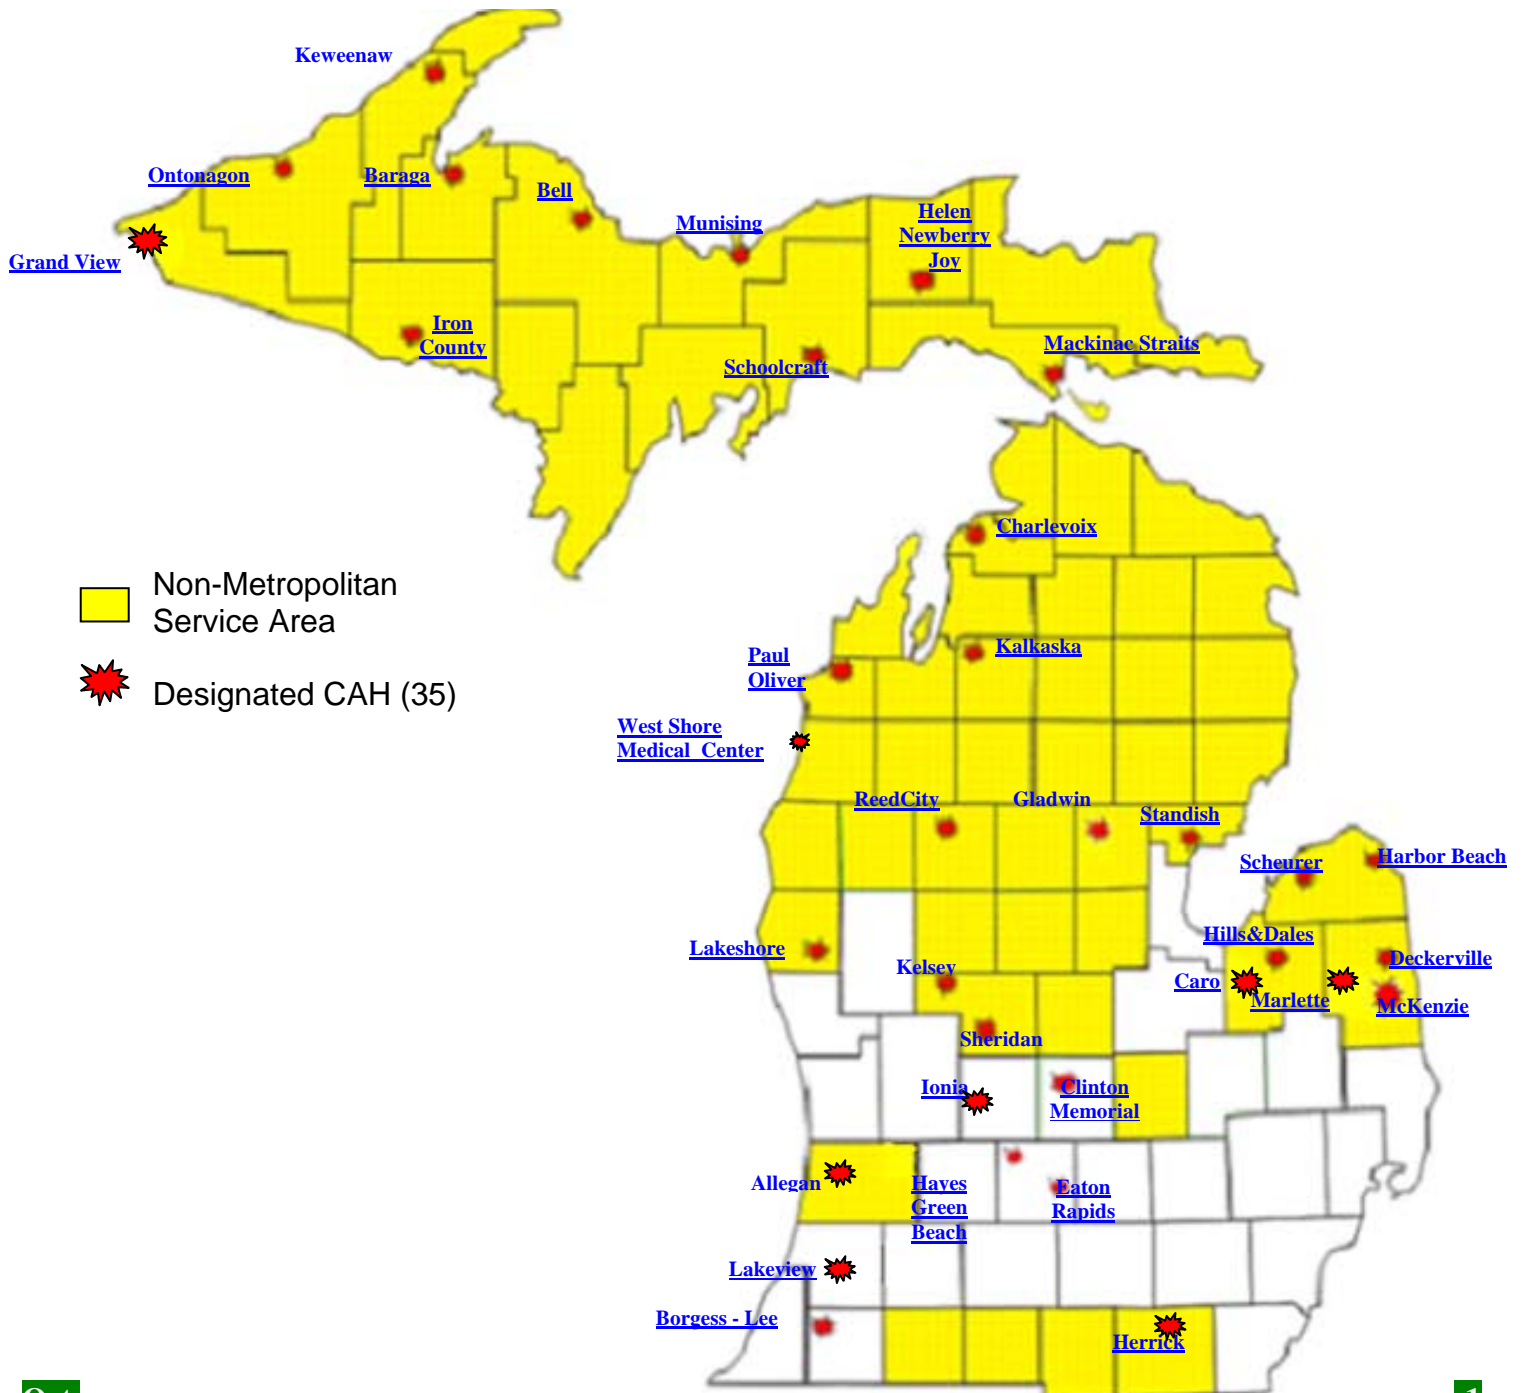 Keweenaw
Ontonagon
Baraga
Bell
Munising
Helen
Newberry
Joy
Grand View
Iron
County
Mackinac Straits
Schoolcraft
Charlevoix
Non-Metropolitan
Service Area
Designated CAH (35)
Kalkaska
Paul
Oliver
West Shore
Medical Center
ReedCity
Gladwin
Standish
Scheurer
Harbor Beach
Hills&Dales
Lakeshore
Kelsey
Deckerville
Caro
Marlette
McKenzie
Sheridan
Ionia
Clinton
Memorial
Allegan
Hayes
Green
Beach
Eaton
Rapids
Lakeview
Borgess - Lee
Herrick